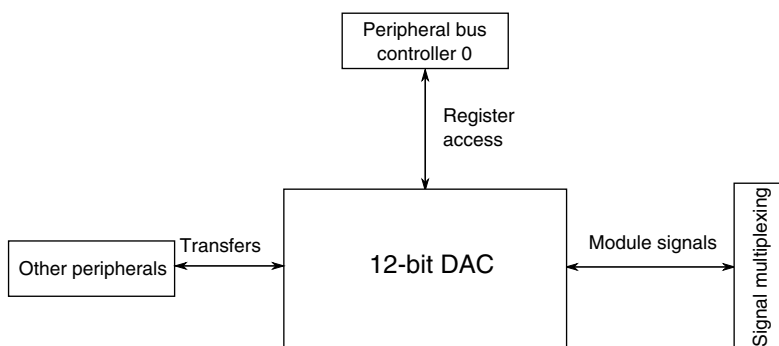 Peripheral bus
controller 0
Register
access
Transfers
Other peripherals
12-bit DAC
Module signals
Signal multiplexing